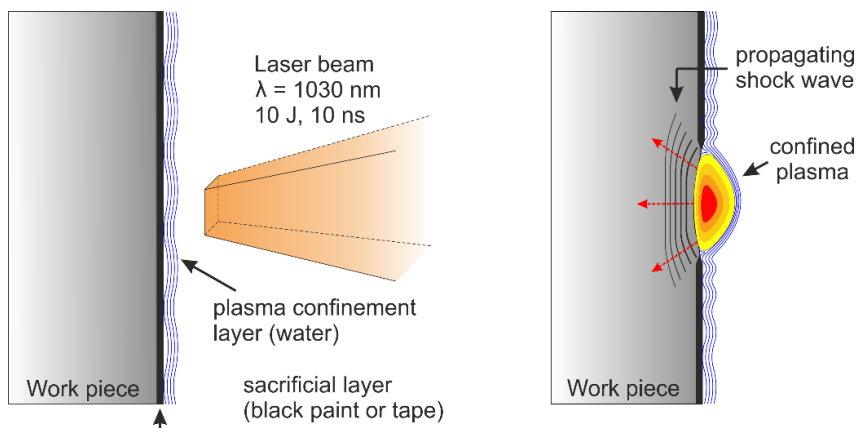 Laser beam
λ = 1030 nm
10 J, 10 ns
plasma confinement
layer (water)
Work piece
sacrificial layer
(black paint or tape)
propagating
shock wave
confined
plasma
Work piece